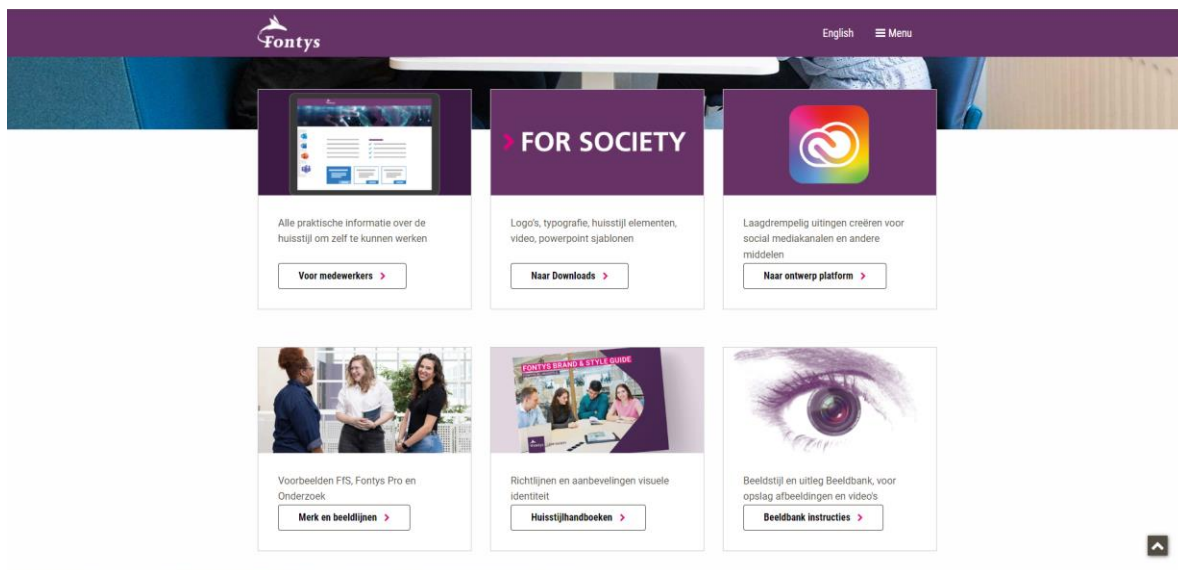 Fontys
English
Menu
FOR SOCIETY
Alle praktische informatie over de
huisstijl om zelf te kunnen werken
Voor medewerkers
Logo's, typografie, huisstijl elementen,
video, powerpoint sjablonen
Naar Downloads
Laagdrempelig uitingen creëren voor
social mediakanalen en andere
middelen
Naar ontwerp platform
FONTYS BRAND & STYLE GUIDE
Voorbeelden FfS, Fontys Pro en
Onderzoek
Merk en beeldlijnen
Richtlijnen en aanbevelingen visuele
identiteit
Huisstijlhandboeken
Beeldstijl en uitleg Beeldbank, voor
opslag afbeeldingen en video's
Beeldbank instructies